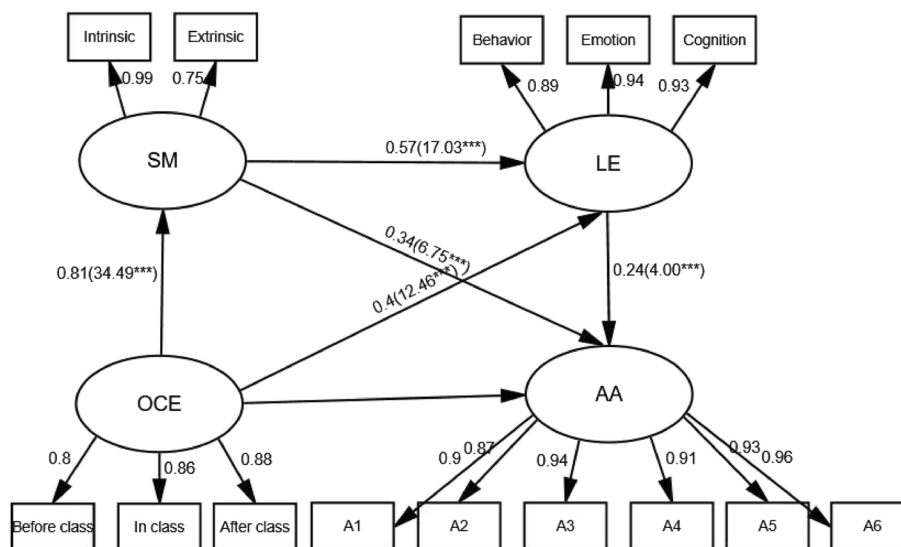 Intrinsic
Extrinsic
Behavior
Emotion
Cognition
0.99
0.75
0.89
0.94
0.93
SM
0.57(17.03***)
LE
0.34(6.75***)
0.4(12.46***)
0.81(34.49***)
0.24(4.00***)
OCE
AA
0.8
0.86
0.88
0.9
0.87
0.94
0.91
0.93
0.96
Before class
In class
After class
A1
A2
A3
A4
A5
A6